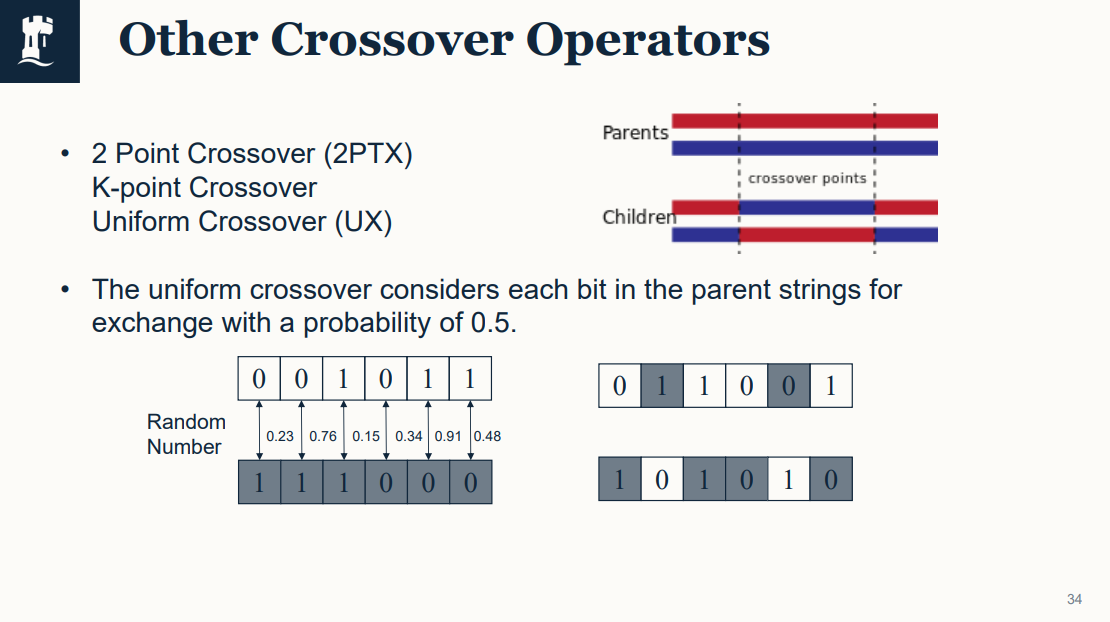 Other Crossover Operators
• 2 Point Crossover (2PTX)
K-point Crossover
Uniform Crossover (UX)
Parents
crossover points
Children
• The uniform crossover considers each bit in the parent strings for
exchange with a probability of 0.5.
0 0 1 0 1 1
Random
Number
0.23 0.76 0.15 0.34 0.91 0.48
1 1 1 0 0 0
0 1 1 0 0 1
1 0 1 0 1 0
34